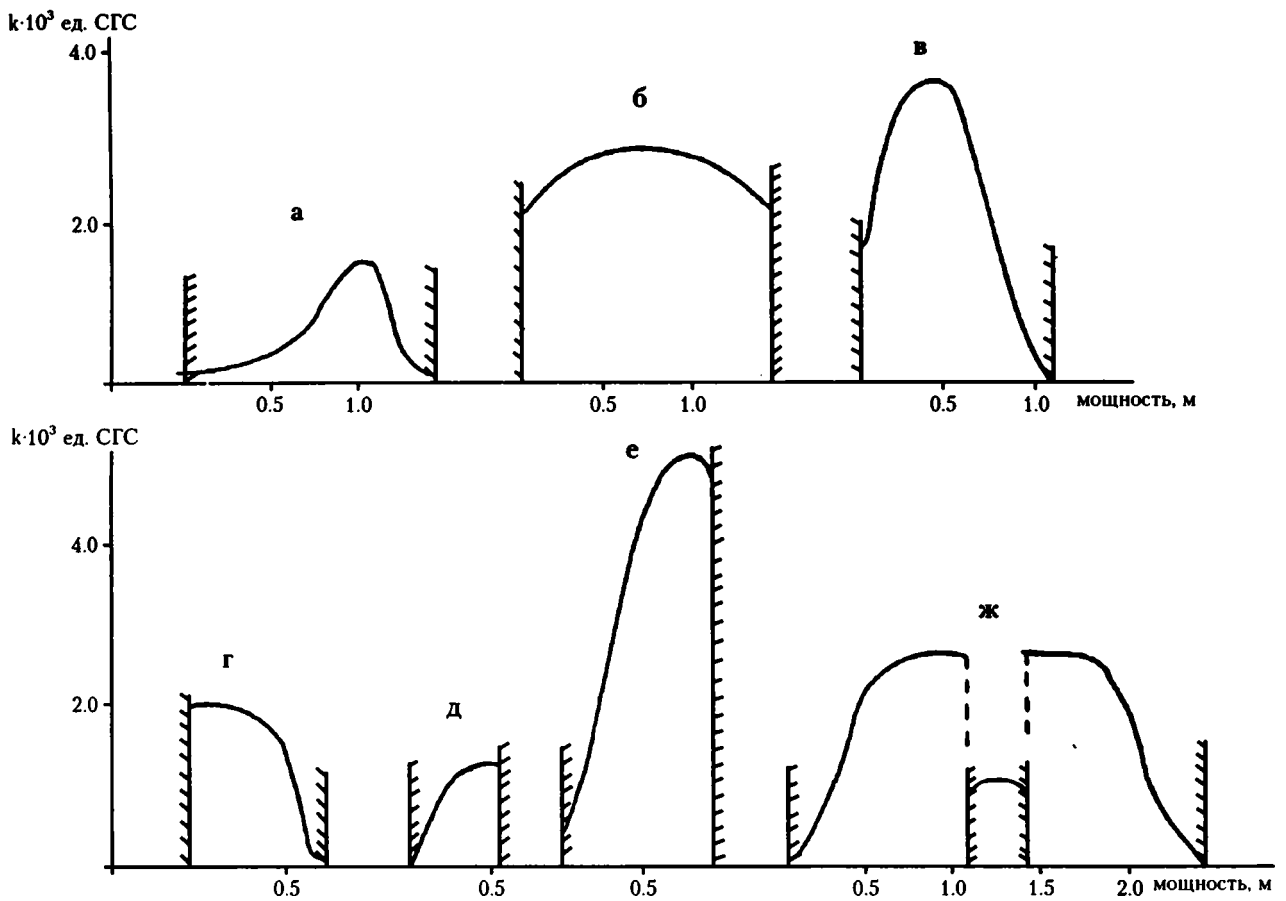 k·10³ ед. СГС
4.0
в
б
а
2.0
0.5 1.0 0.5 1.0 0.5 1.0 мощность, м
k·10³ ед. СГС
е
4.0
ж
г
2.0
д
0.5 0.5 0.5 0.5 1.0 1.5 2.0 мощность, м